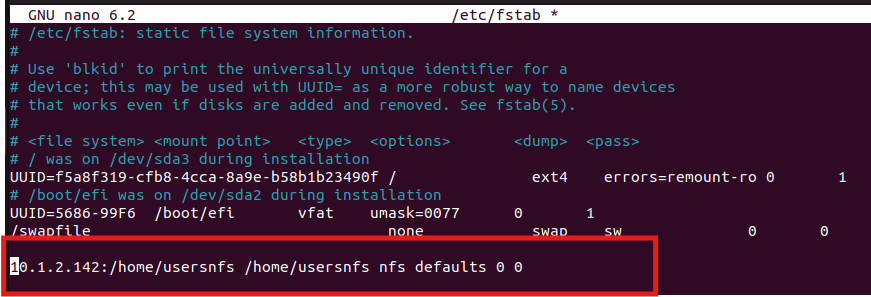 GNU nano 6.2 /etc/fstab *
# /etc/fstab: static file system information.
#
# Use 'blkid' to print the universally unique identifier for a
# device; this may be used with UUID= as a more robust way to name devices
# that works even if disks are added and removed. See fstab(5).
#
# <file system> <mount point>   <type>  <options>       <dump>  <pass>
# / was on /dev/sda3 during installation
UUID=f5a8f319-cfb8-4cca-8a9e-b58b1b23490f /               ext4    errors=remount-ro 0       1
# /boot/efi was on /dev/sda2 during installation
UUID=5686-99F6  /boot/efi       vfat    umask=0077      0       1
/swapfile                                 none            swap    sw              0       0
10.1.2.142:/home/usersnfs /home/usersnfs nfs defaults 0 0